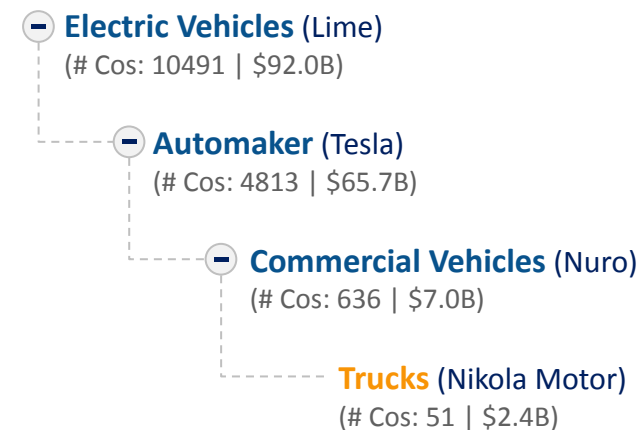 Electric Vehicles (Lime)
(# Cos: 10491 | $92.0B)
Automaker (Tesla)
(# Cos: 4813 | $65.7B)
Commercial Vehicles (Nuro)
(# Cos: 636 | $7.0B)
Trucks (Nikola Motor)
(# Cos: 51 | $2.4B)